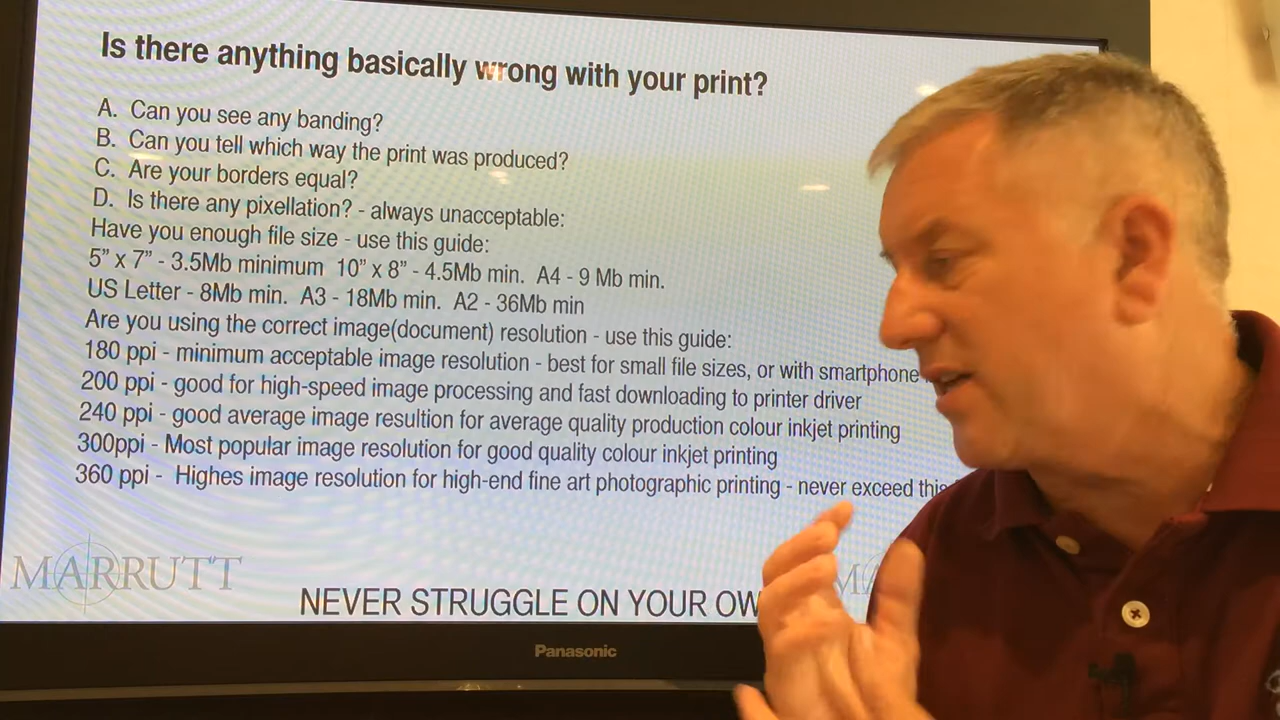 Is there anything basically wrong with your print?
A. Can you see any banding?
B. Can you tell which way the print was produced?
C. Are your borders equal?
D. Is there any pixellation? - always unacceptable:
Have you enough file size - use this guide:
5" x 7" - 3.5Mb minimum 10" x 8" - 4.5Mb min. A4 - 9 Mb min.
US Letter - 8Mb min. A3 - 18Mb min. A2 - 36Mb min
Are you using the correct image(document) resolution - use this guide:
180 ppi - minimum acceptable image resolution - best for small file sizes, or with smartphone
200 ppi - good for high-speed image processing and fast downloading to printer driver
240 ppi - good average image resultion for average quality production colour inkjet printing
300ppi - Most popular image resolution for good quality colour inkjet printing
360 ppi - Highes image resolution for high-end fine art photographic printing - never exceed this
MARRUTT
NEVER STRUGGLE ON YOUR
Panasonic